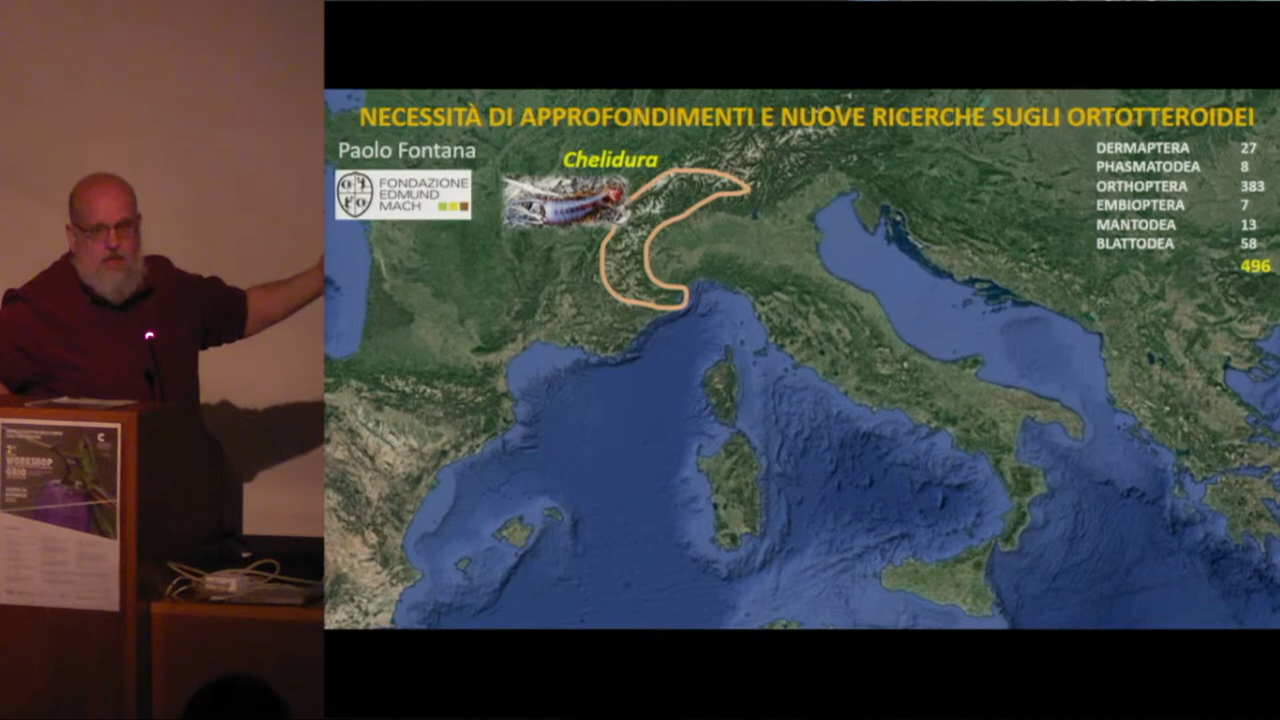 NECESSITÀ DI APPROFONDIMENTI E NUOVE RICERCHE SUGLI ORTOTTEROIDEI
Paolo Fontana
FONDAZIONE
EDMUND
MACH
Chelidura
DERMAPTERA 27
PHASMATODEA 8
ORTHOPTERA 383
EMBIOPTERA 7
MANTODEA 13
BLATTODEA 58
496
WORKSHOP